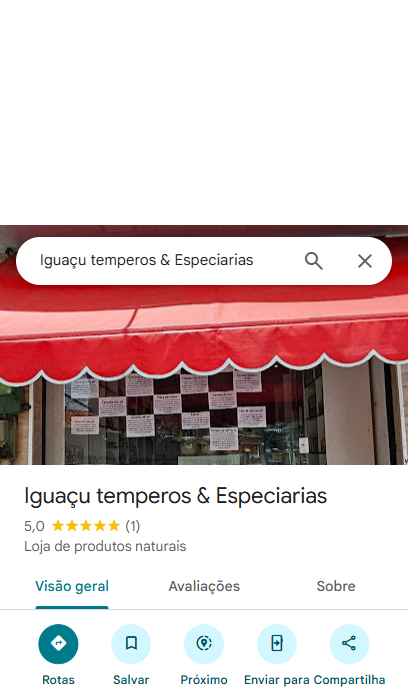 Iguaçu temperos & Especiarias
Iguaçu temperos & Especiarias
5,0 (1)
Loja de produtos naturais
Visão geral Avaliações Sobre
Rotas Salvar Próximo Enviar para Compartilha